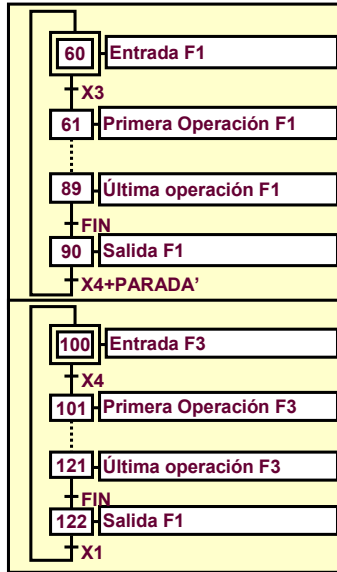 60 Entrada F1
X3
61 Primera Operación F1
89 Última operación F1
FIN
90 Salida F1
X4+PARADA'
100 Entrada F3
X4
101 Primera Operación F3
121 Última operación F3
FIN
122 Salida F1
X1